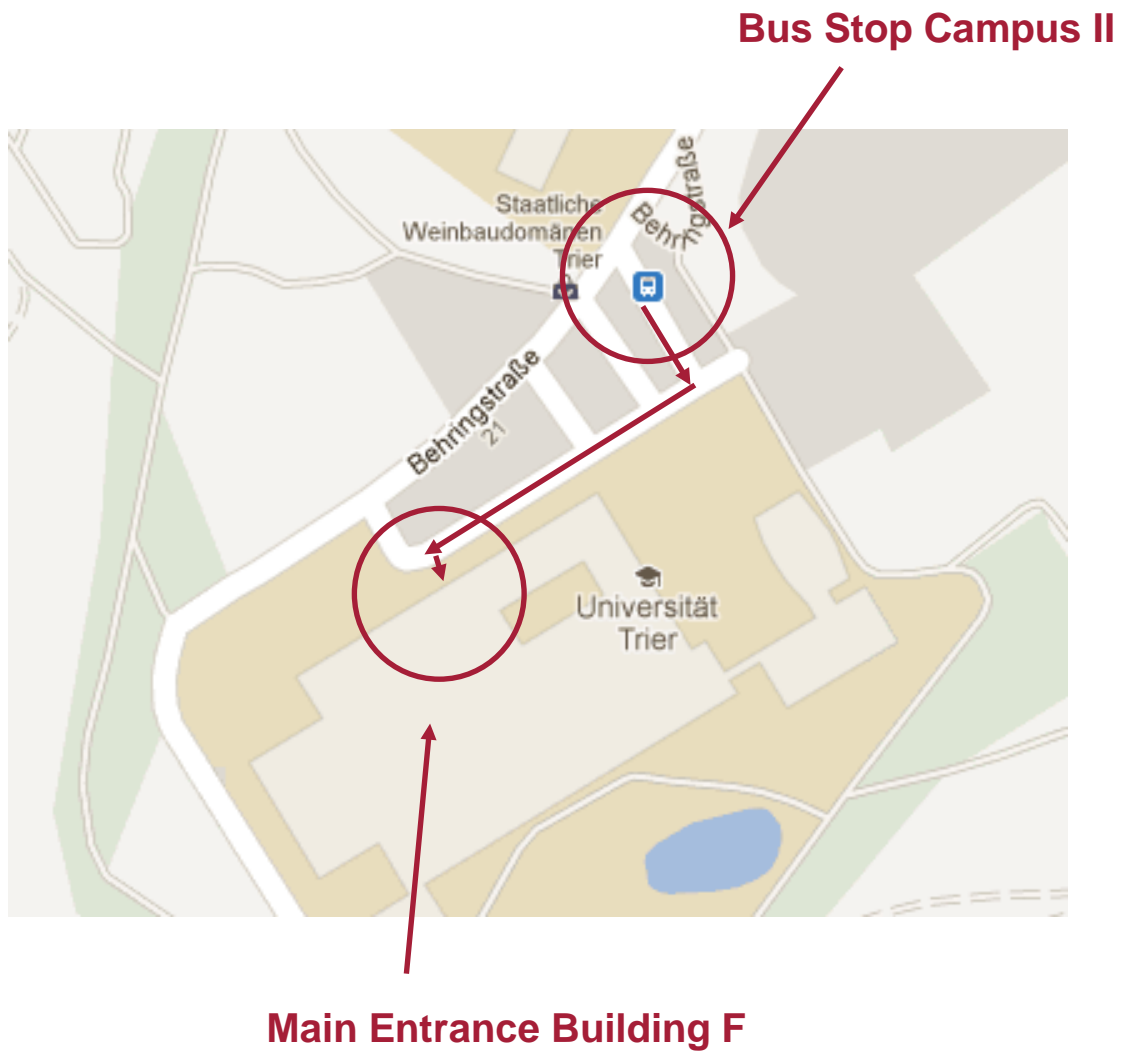 Bus Stop Campus II
Behringstraße
Staatliche
Weinbaudomänen
Trier
Behringstraße
21
Universität
Trier
Main Entrance Building F